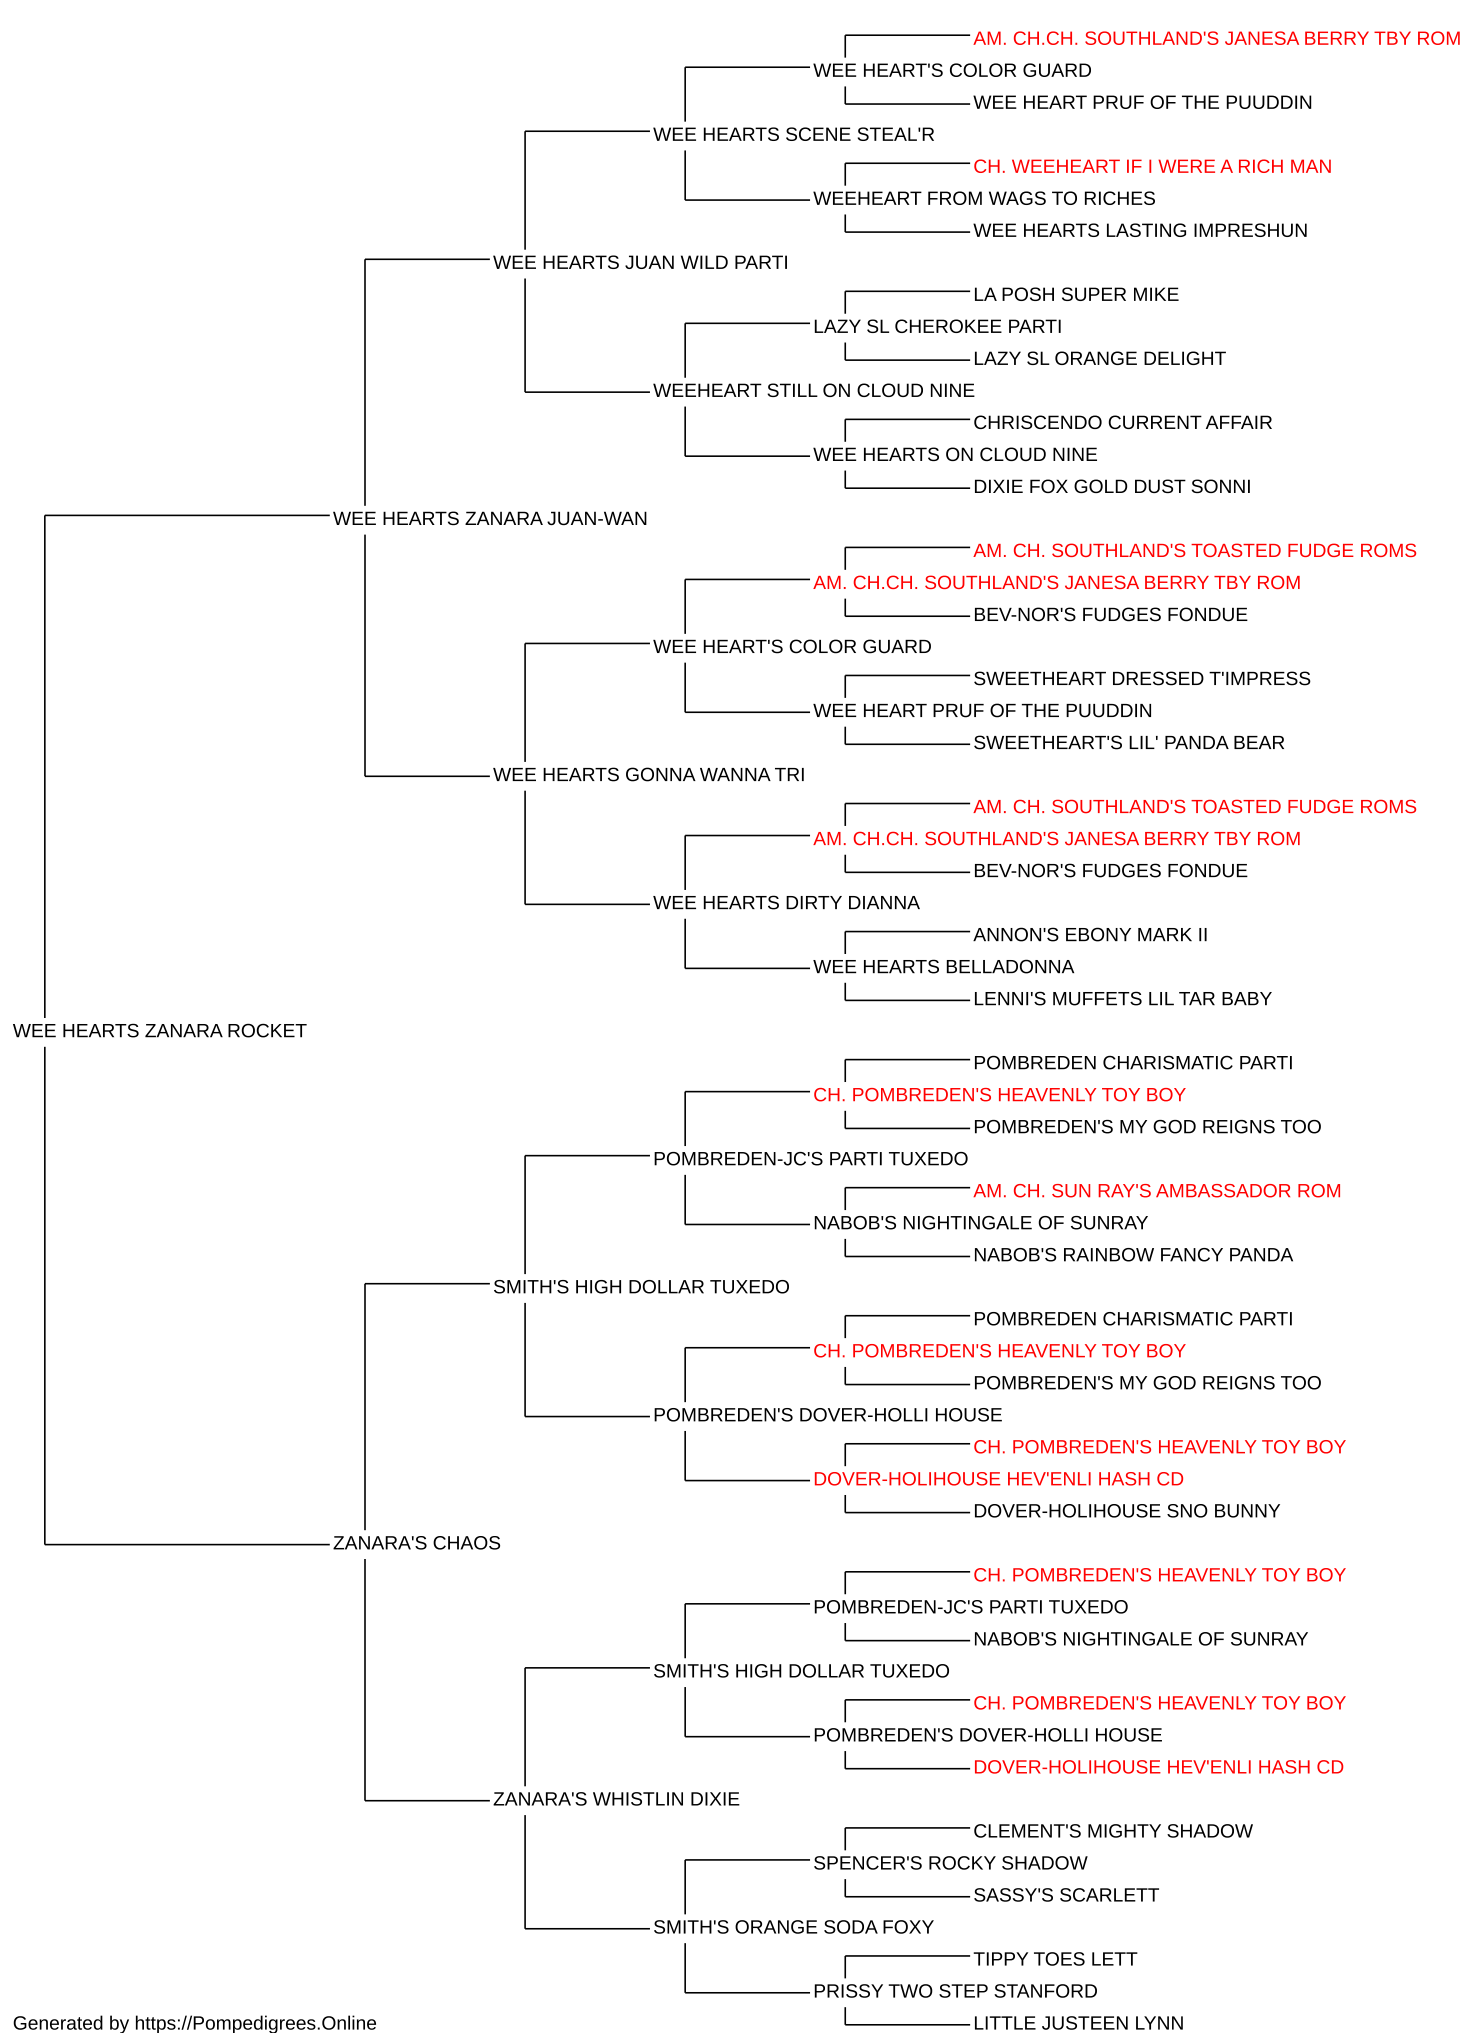 AM. CH.CH. SOUTHLAND'S JANESA BERRY TBY ROM
WEE HEART'S COLOR GUARD
WEE HEART PRUF OF THE PUUDDIN
WEE HEARTS SCENE STEAL'R
CH. WEEHEART IF I WERE A RICH MAN
WEEHEART FROM WAGS TO RICHES
WEE HEARTS LASTING IMPRESHUN
WEE HEARTS JUAN WILD PARTI
LA POSH SUPER MIKE
LAZY SL CHEROKEE PARTI
LAZY SL ORANGE DELIGHT
WEEHEART STILL ON CLOUD NINE
CHRISCENDO CURRENT AFFAIR
WEE HEARTS ON CLOUD NINE
DIXIE FOX GOLD DUST SONNI
WEE HEARTS ZANARA JUAN-WAN
AM. CH. SOUTHLAND'S TOASTED FUDGE ROMS
AM. CH.CH. SOUTHLAND'S JANESA BERRY TBY ROM
BEV-NOR'S FUDGES FONDUE
WEE HEART'S COLOR GUARD
SWEETHEART DRESSED T'IMPRESS
WEE HEART PRUF OF THE PUUDDIN
SWEETHEART'S LIL' PANDA BEAR
WEE HEARTS GONNA WANNA TRI
AM. CH. SOUTHLAND'S TOASTED FUDGE ROMS
AM. CH.CH. SOUTHLAND'S JANESA BERRY TBY ROM
BEV-NOR'S FUDGES FONDUE
WEE HEARTS DIRTY DIANNA
ANNON'S EBONY MARK II
WEE HEARTS BELLADONNA
LENNI'S MUFFETS LIL TAR BABY
WEE HEARTS ZANARA ROCKET
POMBREDEN CHARISMATIC PARTI
CH. POMBREDEN'S HEAVENLY TOY BOY
POMBREDEN'S MY GOD REIGNS TOO
POMBREDEN-JC'S PARTI TUXEDO
AM. CH. SUN RAY'S AMBASSADOR ROM
NABOB'S NIGHTINGALE OF SUNRAY
NABOB'S RAINBOW FANCY PANDA
SMITH'S HIGH DOLLAR TUXEDO
POMBREDEN CHARISMATIC PARTI
CH. POMBREDEN'S HEAVENLY TOY BOY
POMBREDEN'S MY GOD REIGNS TOO
POMBREDEN'S DOVER-HOLLI HOUSE
CH. POMBREDEN'S HEAVENLY TOY BOY
DOVER-HOLIHOUSE HEV'ENLI HASH CD
DOVER-HOLIHOUSE SNO BUNNY
ZANARA'S CHAOS
CH. POMBREDEN'S HEAVENLY TOY BOY
POMBREDEN-JC'S PARTI TUXEDO
NABOB'S NIGHTINGALE OF SUNRAY
SMITH'S HIGH DOLLAR TUXEDO
CH. POMBREDEN'S HEAVENLY TOY BOY
POMBREDEN'S DOVER-HOLLI HOUSE
DOVER-HOLIHOUSE HEV'ENLI HASH CD
ZANARA'S WHISTLIN DIXIE
CLEMENT'S MIGHTY SHADOW
SPENCER'S ROCKY SHADOW
SASSY'S SCARLETT
SMITH'S ORANGE SODA FOXY
TIPPY TOES LETT
PRISSY TWO STEP STANFORD
LITTLE JUSTEEN LYNN
Generated by https://Pompedigrees.Online